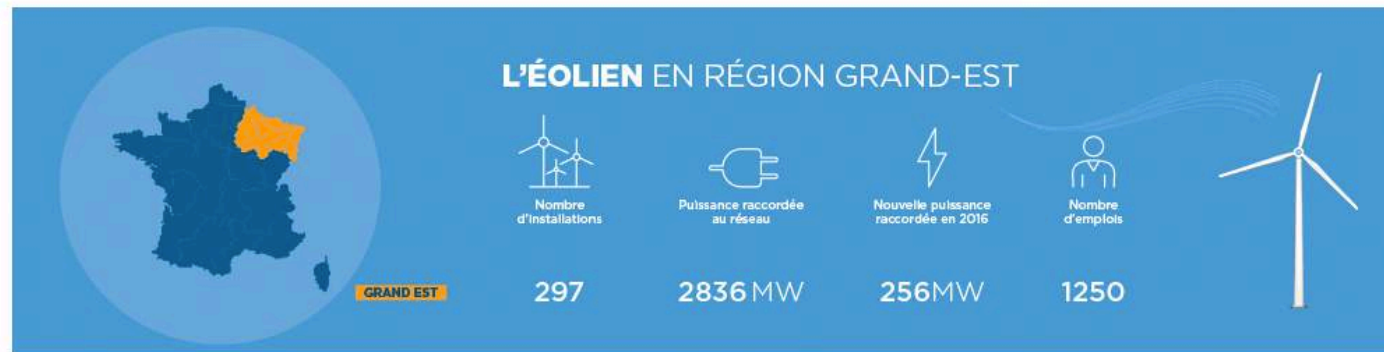 L'ÉOLIEN EN RÉGION GRAND-EST
Nombre
d'installations
Puissance raccordée
au réseau
Nouvelle puissance
raccordée en 2016
Nombre
d'emplois
GRAND EST
297
2836 MW
256MW
1250